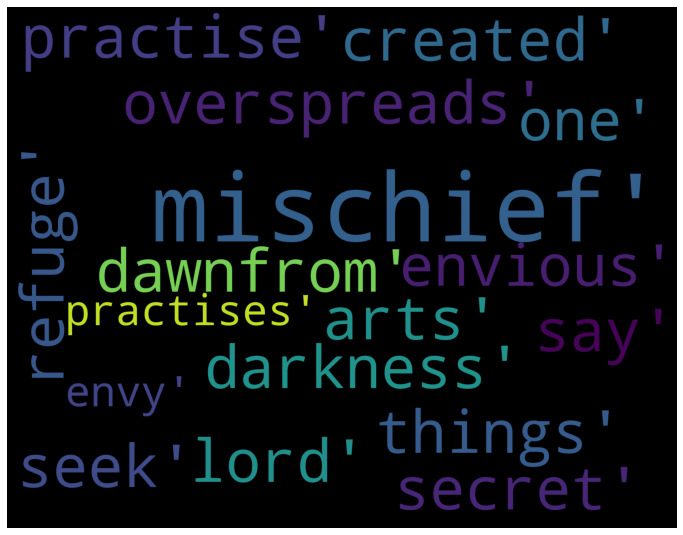 practise' created'
overspreads' one'
refuge'
mischief'
dawnfrom' envious'
practises' arts' say'
darkness'
envy' things'
seek' lord' secret'